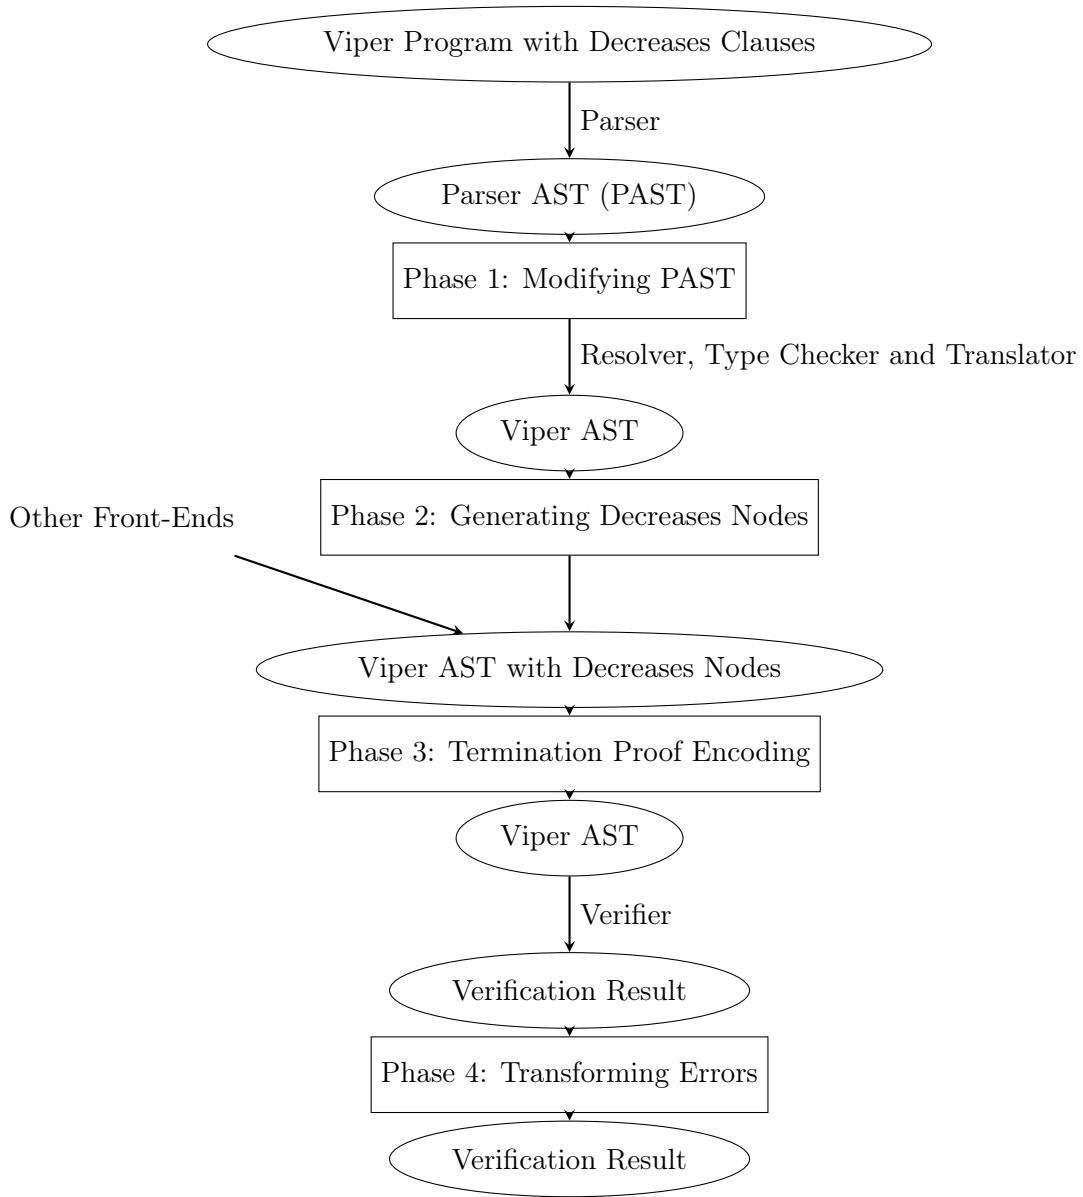 Viper Program with Decreases Clauses
Parser
Parser AST (PAST)
Phase 1: Modifying PAST
Resolver, Type Checker and Translator
Viper AST
Phase 2: Generating Decreases Nodes
Other Front-Ends
Viper AST with Decreases Nodes
Phase 3: Termination Proof Encoding
Viper AST
Verifier
Verification Result
Phase 4: Transforming Errors
Verification Result